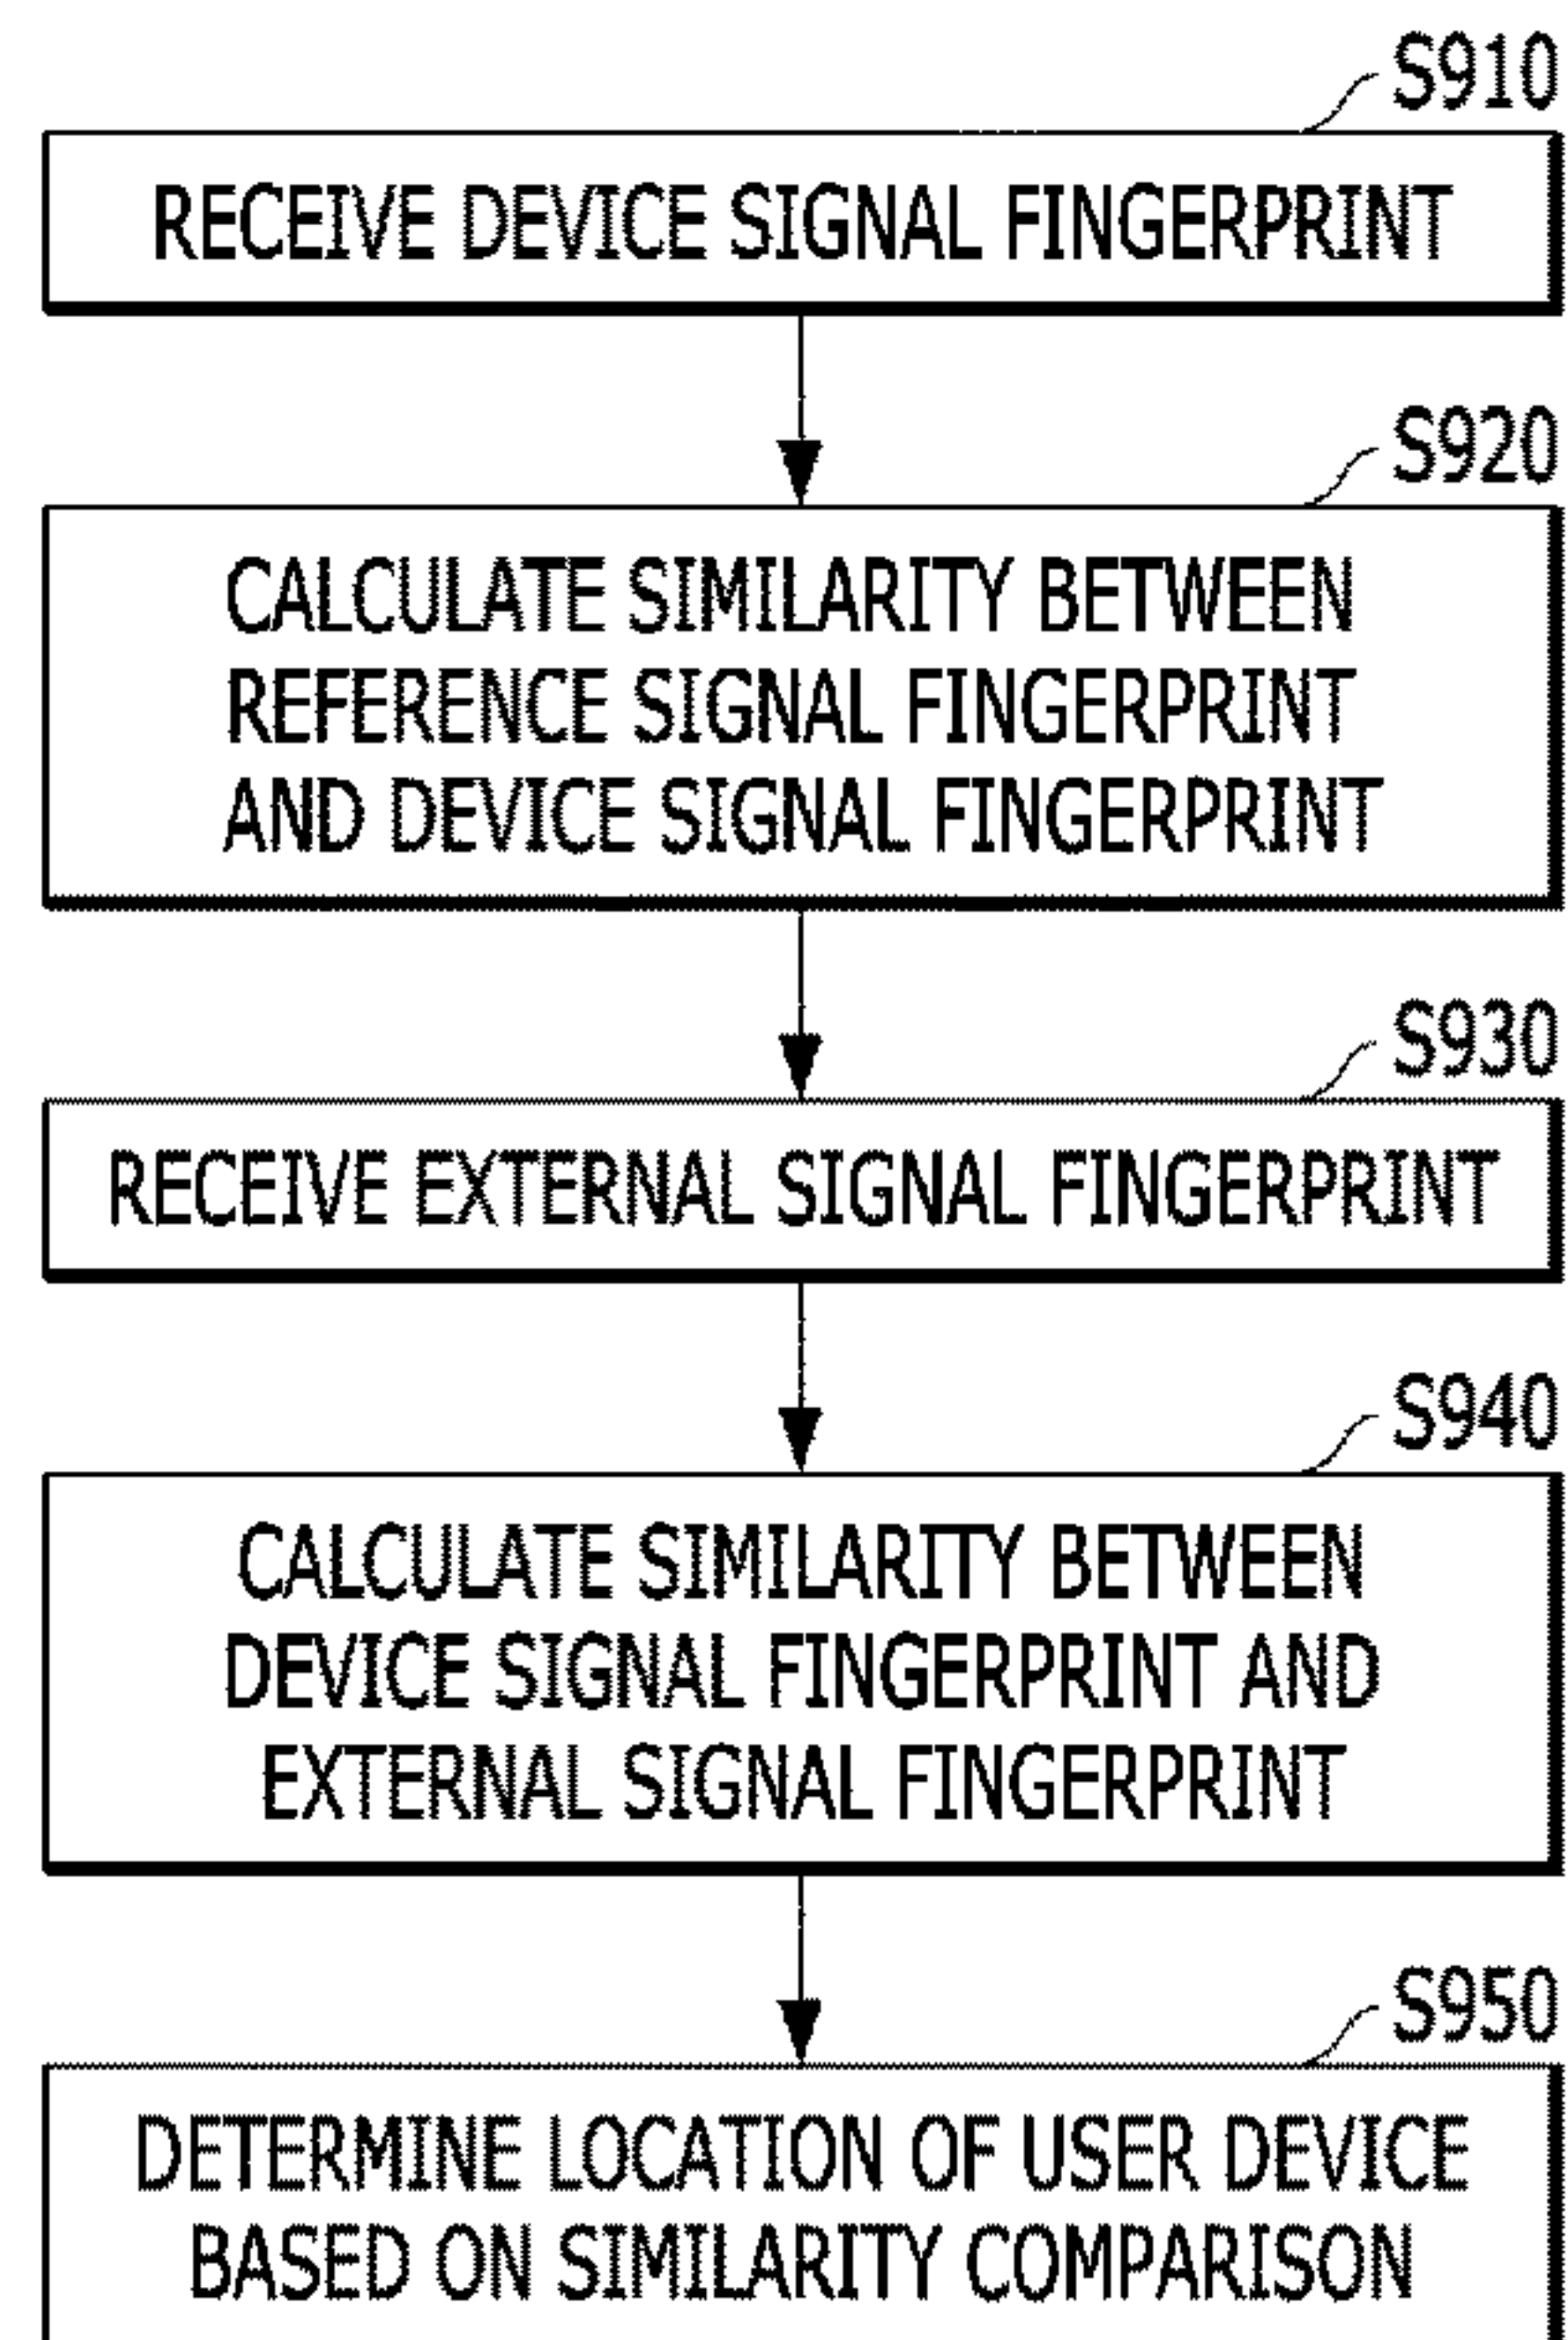 S910
RECEIVE DEVICE SIGNAL FINGERPRINT
S920
CALCULATE SIMILARITY BETWEEN
REFERENCE SIGNAL FINGERPRINT
AND DEVICE SIGNAL FINGERPRINT
S930
RECEIVE EXTERNAL SIGNAL FINGERPRINT
S940
CALCULATE SIMILARITY BETWEEN
DEVICE SIGNAL FINGERPRINT AND
EXTERNAL SIGNAL FINGERPRINT
S950
DETERMINE LOCATION OF USER DEVICE
BASED ON SIMILARITY COMPARISON